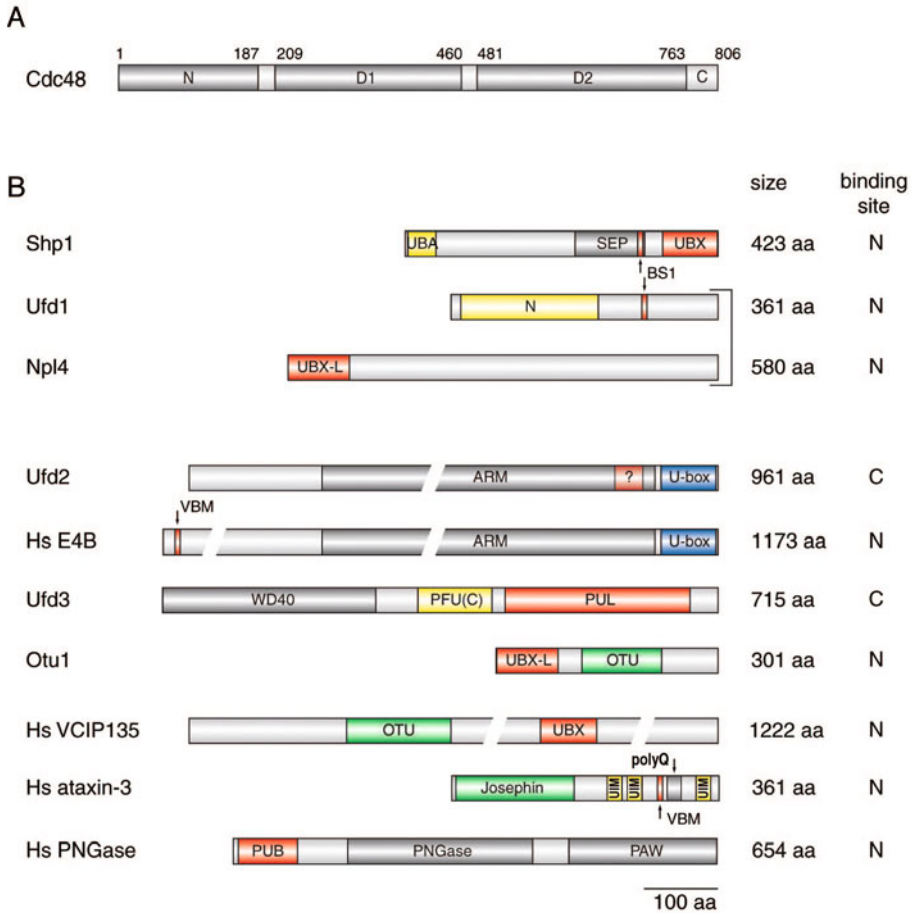 A
1 187 209 460 481 763 806
Cdc48 N D1 D2 C
B
size binding site
Shp1 UBA SEP UBX 423 aa N
BS1
Ufd1 N 361 aa N
Npl4 UBX-L 580 aa N
Ufd2 ARM ? U-box 961 aa C
VBM
Hs E4B ARM U-box 1173 aa N
Ufd3 WD40 PFU(C) PUL 715 aa C
Otu1 UBX-L OTU 301 aa N
Hs VCIP135 OTU UBX 1222 aa N
polyQ
Hs ataxin-3 Josephin UIM UIM UIM 361 aa N
VBM
Hs PNGase PUB PNGase PAW 654 aa N
100 aa